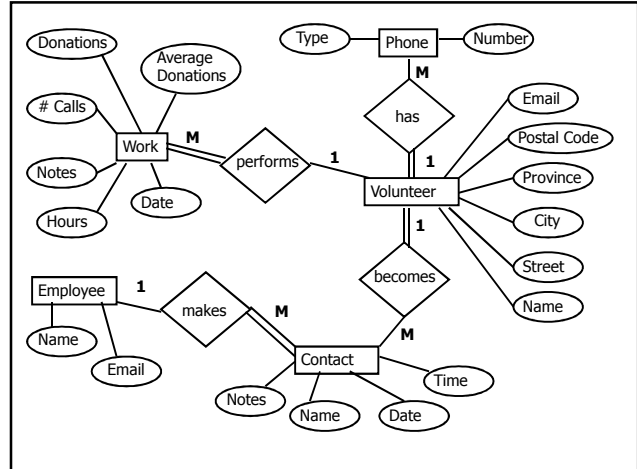 Donations
Average
Donations
Type
Phone
Number
M
# Calls
Email
has
Work
M
performs
Postal Code
1
1
Notes
Volunteer
Province
Date
Hours
1
City
becomes
Street
Employee
1
makes
M
Name
Name
M
Email
Contact
Time
Notes
Name
Date